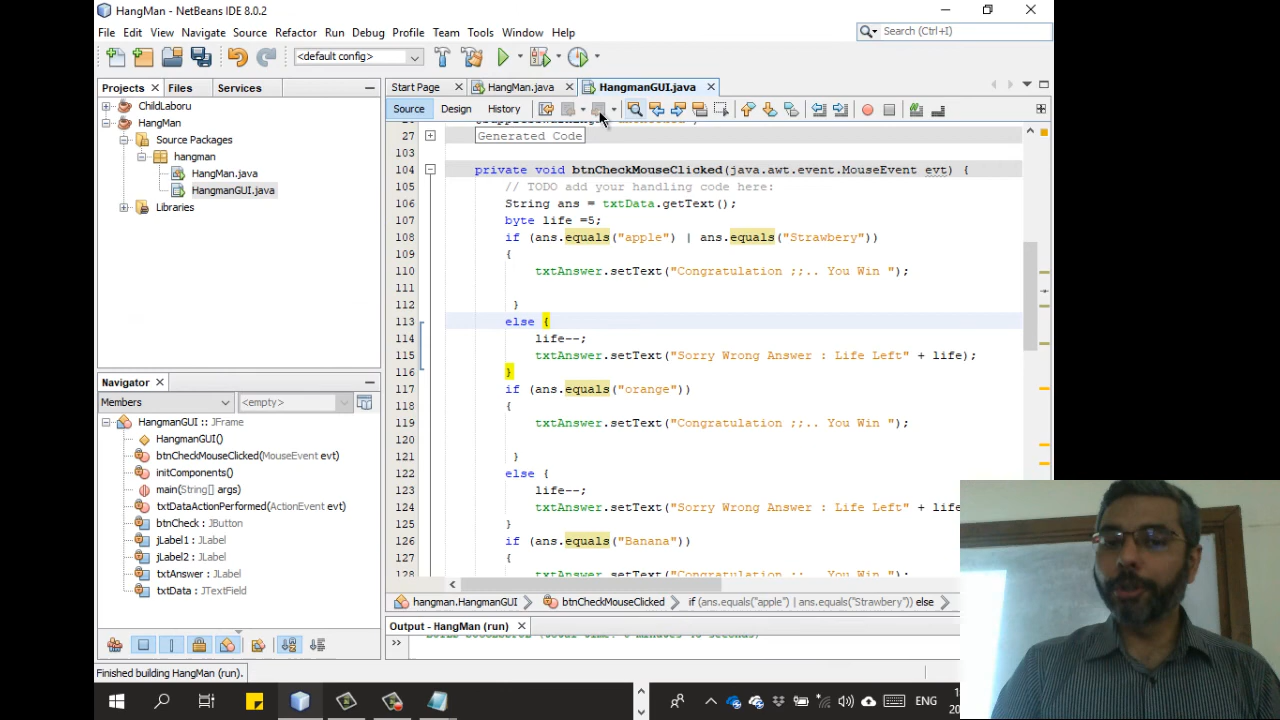 HangMan - NetBeans IDE 8.0.2
File Edit View Navigate Source Refactor Run Debug Profile Team Tools Window Help
Search (Ctrl+I)
<default config>
Projects Files Services
Start Page HangMan.java HangmanGUI.java
ChildLaboru
HangMan
Source Packages
hangman
HangMan.java
HangmanGUI.java
Libraries
Source Design History
27 Generated Code
103
104 private void btnCheckMouseClicked(java.awt.event.MouseEvent evt) {
105 // TODO add your handling code here:
106 String ans = txtData.getText();
107 byte life =5;
108 if (ans.equals("apple") | ans.equals("Strawbery"))
109 {
110 txtAnswer.setText("Congratulation ;;.. You Win ");
111
112 }
113 else {
114 life--;
115 txtAnswer.setText("Sorry Wrong Answer : Life Left" + life);
116 }
117 if (ans.equals("orange"))
118 {
119 txtAnswer.setText("Congratulation ;;.. You Win ");
120
121 }
122 else {
123 life--;
124 txtAnswer.setText("Sorry Wrong Answer : Life Left" + life
125 }
126 if (ans.equals("Banana"))
127 {
128 txtAnswer.setText("Congratulation ;;.. You Win ");
Navigator
Members <empty>
HangmanGUI :: JFrame
HangmanGUI()
btnCheckMouseClicked(MouseEvent evt)
initComponents()
main(String[] args)
txtDataActionPerformed(ActionEvent evt)
btnCheck : JButton
jLabel1 : JLabel
jLabel2 : JLabel
txtAnswer : JLabel
txtData : JTextField
hangman.HangmanGUI btnCheckMouseClicked if (ans.equals("apple") | ans.equals("Strawbery")) else
Output - HangMan (run)
Finished building HangMan (run).
ENG